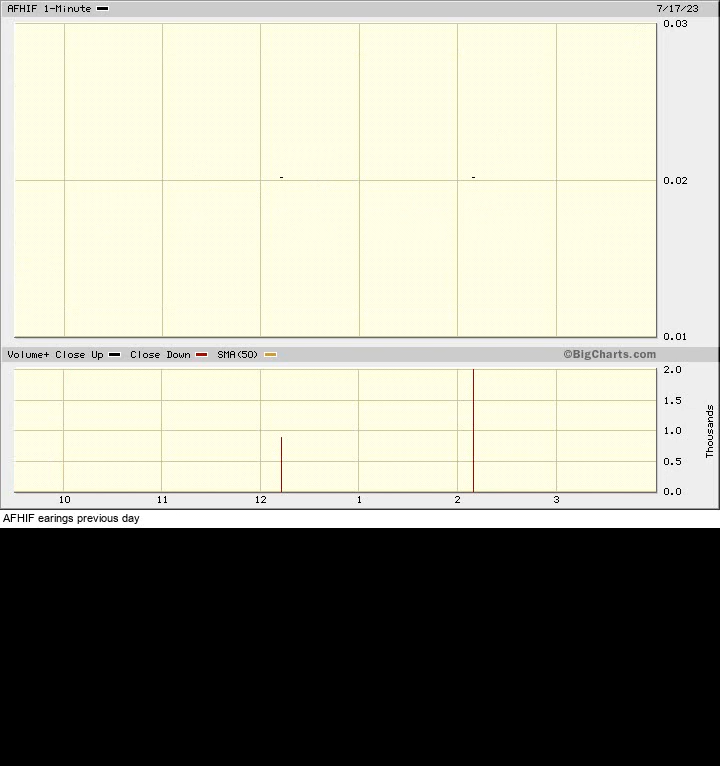 AFHIF 1-Minute 7/17/23
0.03
0.02
0.01
Volume+ Close Up Close Down SMA(50) ©BigCharts.com
2.0
1.5
1.0
0.5
0.0
Thousands
10 11 12 1 2 3
AFHIF earings previous day